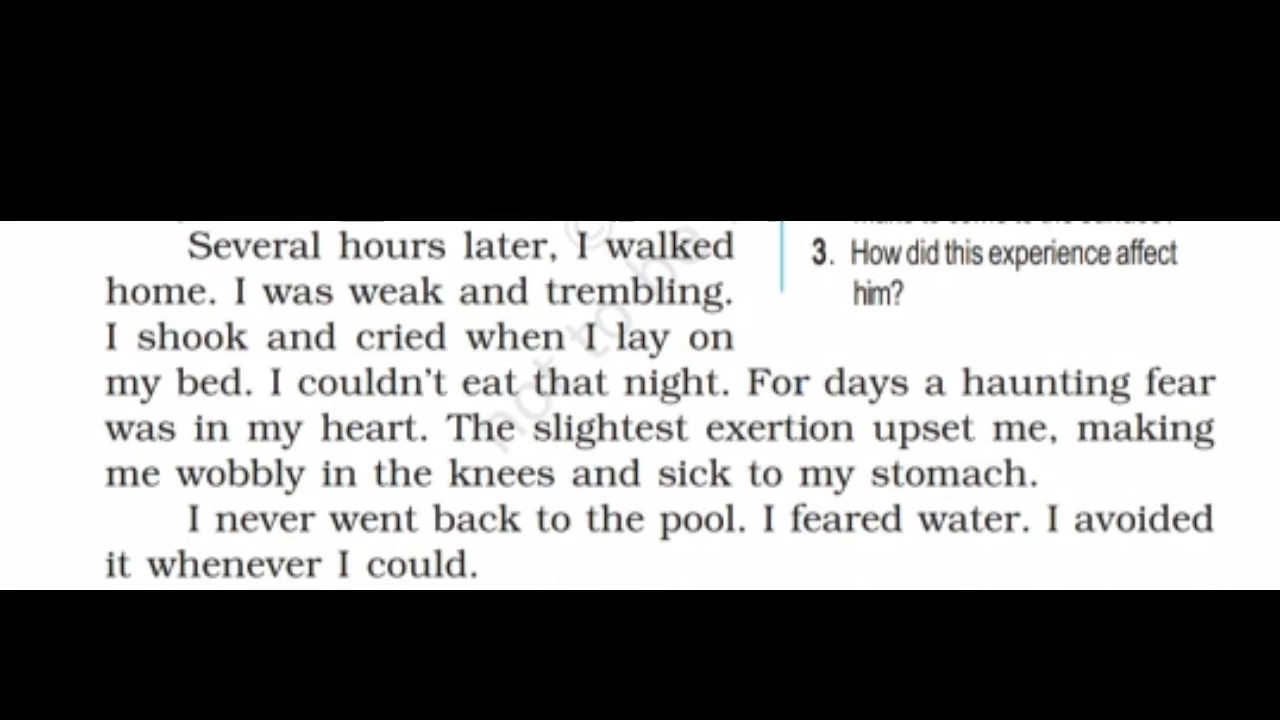 Several hours later, I walked
home. I was weak and trembling.
I shook and cried when I lay on
my bed. I couldn't eat that night. For days a haunting fear
was in my heart. The slightest exertion upset me, making
me wobbly in the knees and sick to my stomach.
I never went back to the pool. I feared water. I avoided
it whenever I could.
3. How did this experience affect
him?
©
not to be